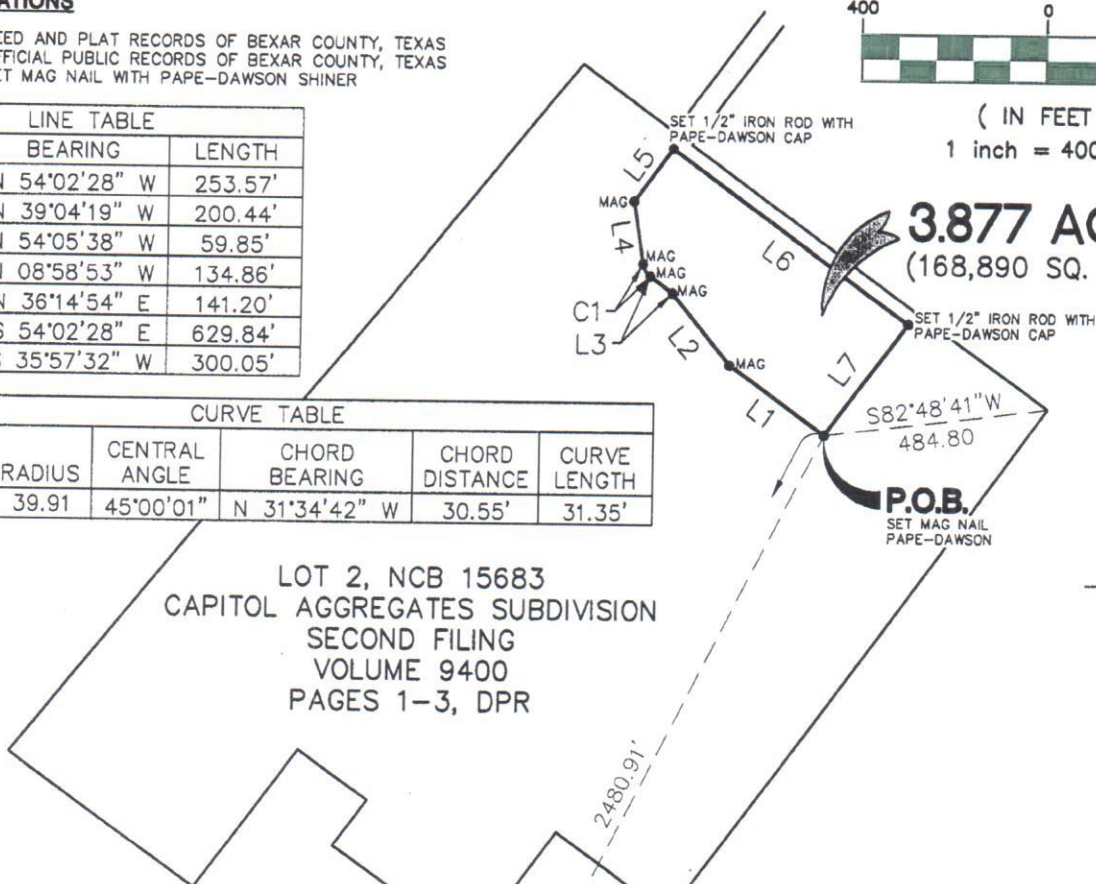 ATIONS
EED AND PLAT RECORDS OF BEXAR COUNTY, TEXAS
FFICIAL PUBLIC RECORDS OF BEXAR COUNTY, TEXAS
ET MAG NAIL WITH PAPE-DAWSON SHINER
LINE TABLE
BEARING LENGTH
N 54°02'28" W 253.57'
N 39°04'19" W 200.44'
N 54°05'38" W 59.85'
N 08°58'53" W 134.86'
N 36°14'54" E 141.20'
S 54°02'28" E 629.84'
S 35°57'32" W 300.05'
CURVE TABLE
RADIUS CENTRAL ANGLE CHORD BEARING CHORD DISTANCE CURVE LENGTH
39.91 45°00'01" N 31°34'42" W 30.55' 31.35'
400 0
( IN FEET
1 inch = 400
SET 1/2" IRON ROD WITH
PAPE-DAWSON CAP
L5
MAG
L4
MAG
MAG
MAG
C1
L3
L2
MAG
L1
L6
L7
3.877 AC
(168,890 SQ.
SET 1/2" IRON ROD WITH
PAPE-DAWSON CAP
S82°48'41"W
484.80
P.O.B.
SET MAG NAIL
PAPE-DAWSON
LOT 2, NCB 15683
CAPITOL AGGREGATES SUBDIVISION
SECOND FILING
VOLUME 9400
PAGES 1-3, DPR
2480.91'